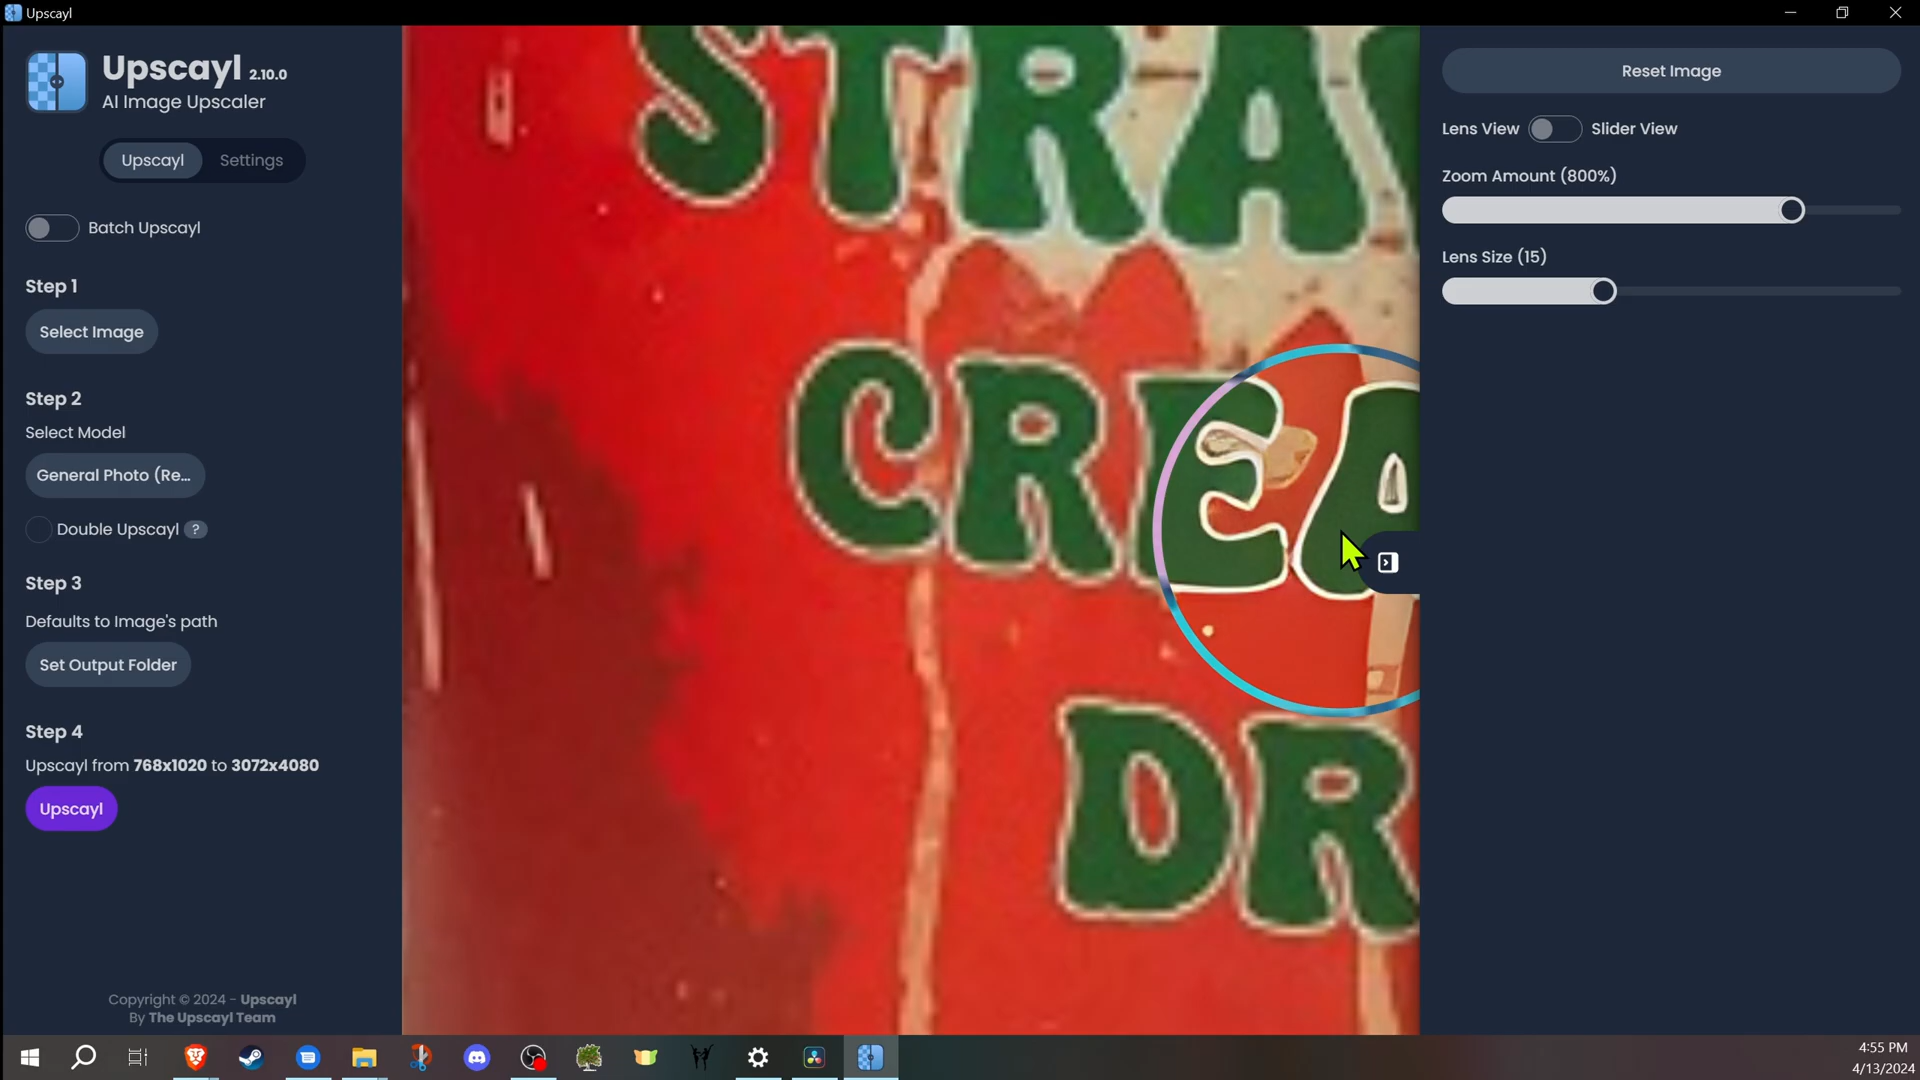 Upscayl
Upscayl 2.10.0
AI Image Upscaler
Upscayl Settings
Batch Upscayl
Step 1
Select Image
Step 2
Select Model
General Photo (Re...
Double Upscayl ?
Step 3
Defaults to Image's path
Set Output Folder
Step 4
Upscayl from 768x1020 to 3072x4080
Upscayl
Copyright © 2024 - Upscayl
By The Upscayl Team
STRA
CREA
DR
Reset Image
Lens View Slider View
Zoom Amount (800%)
Lens Size (15)
4:55 PM
4/13/2024